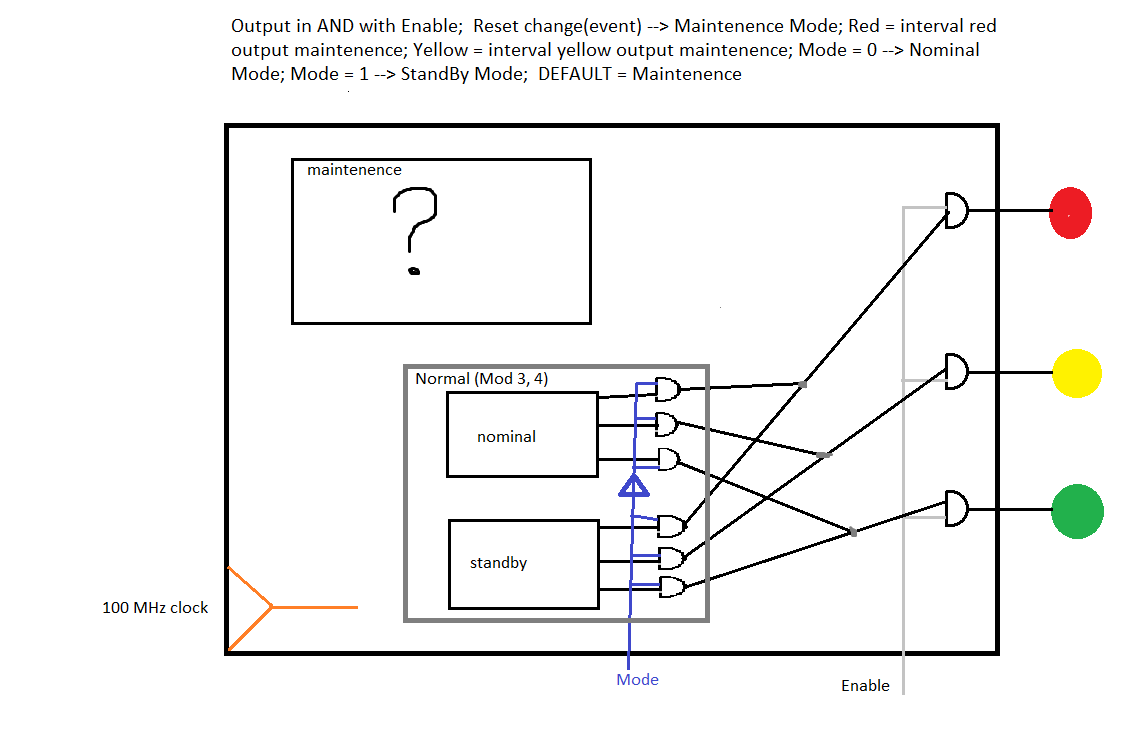 Output in AND with Enable;  Reset change(event) --> Maintenence Mode; Red = interval red
output maintenence; Yellow = interval yellow output maintenence; Mode = 0 --> Nominal
Mode; Mode = 1 --> StandBy Mode;  DEFAULT = Maintenence
maintenence
?
Normal (Mod 3, 4)
nominal
standby
100 MHz clock
Mode
Enable